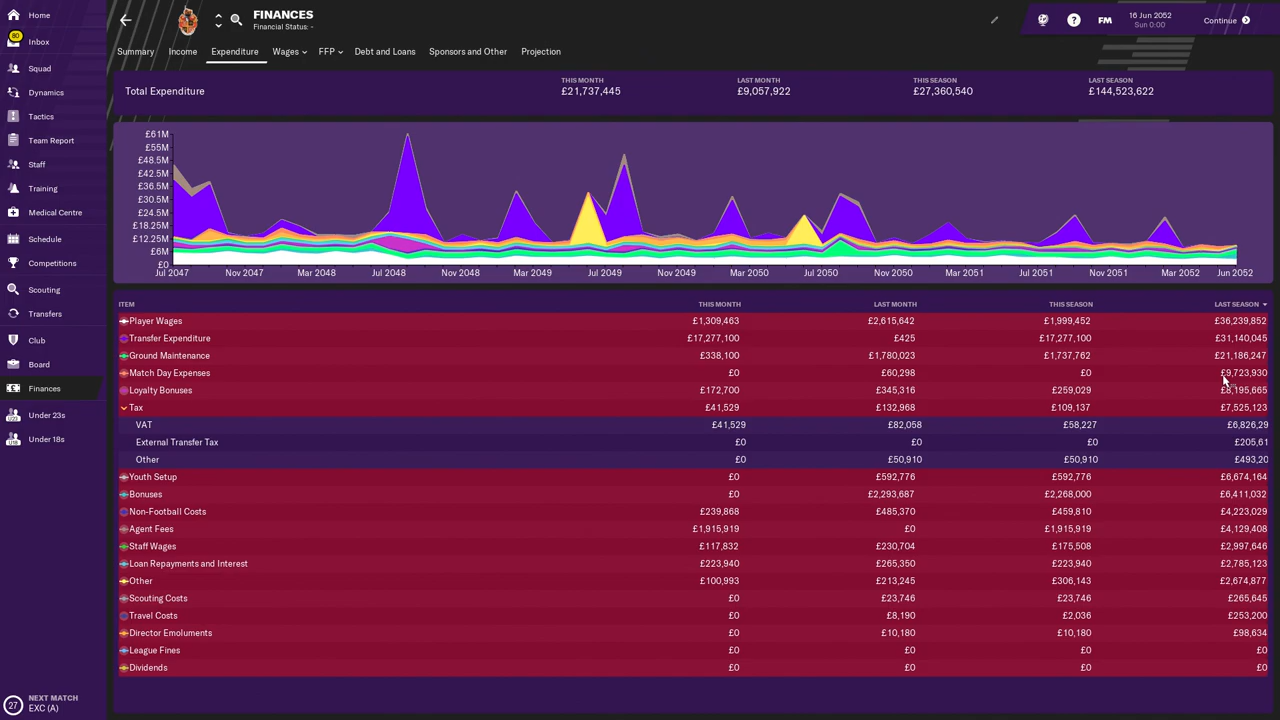 Home
FINANCES
Financial Status: -
FM
16 Jun 2052
Sun 0:00
Continue
80
Inbox
Summary Income Expenditure Wages FFP Debt and Loans Sponsors and Other Projection
Squad
Dynamics
Tactics
Team Report
Staff
Training
Medical Centre
Schedule
Competitions
Scouting
Transfers
Club
Board
Finances
Under 23s
Under 18s
27
NEXT MATCH
EXC (A)
THIS MONTH LAST MONTH THIS SEASON LAST SEASON
Total Expenditure £21,737,445 £9,057,922 £27,360,540 £144,523,622
£61M
£55M
£48.5M
£42.5M
£36.5M
£30.5M
£24.5M
£18.25M
£12.25M
£6M
£0
Jul 2047 Nov 2047 Mar 2048 Jul 2048 Nov 2048 Mar 2049 Jul 2049 Nov 2049 Mar 2050 Jul 2050 Nov 2050 Mar 2051 Jul 2051 Nov 2051 Mar 2052 Jun 2052
ITEM THIS MONTH LAST MONTH THIS SEASON LAST SEASON
Player Wages £1,309,463 £2,615,642 £1,999,452 £36,239,852
Transfer Expenditure £17,277,100 £425 £17,277,100 £31,140,045
Ground Maintenance £338,100 £1,780,023 £1,737,762 £21,186,247
Match Day Expenses £0 £60,298 £0 £9,723,930
Loyalty Bonuses £172,700 £345,316 £259,029 £8,195,665
Tax £41,529 £132,968 £109,137 £7,525,123
VAT £41,529 £82,058 £58,227 £6,826,29
External Transfer Tax £0 £0 £0 £205,61
Other £0 £50,910 £50,910 £493,20
Youth Setup £0 £592,776 £592,776 £6,674,164
Bonuses £0 £2,293,687 £2,268,000 £6,411,032
Non-Football Costs £239,868 £485,370 £459,810 £4,223,029
Agent Fees £1,915,919 £0 £1,915,919 £4,129,408
Staff Wages £117,832 £230,704 £175,508 £2,997,646
Loan Repayments and Interest £223,940 £265,350 £223,940 £2,785,123
Other £100,993 £213,245 £306,143 £2,674,877
Scouting Costs £0 £23,746 £23,746 £265,645
Travel Costs £0 £8,190 £2,036 £253,200
Director Emoluments £0 £10,180 £10,180 £98,634
League Fines £0 £0 £0 £0
Dividends £0 £0 £0 £0